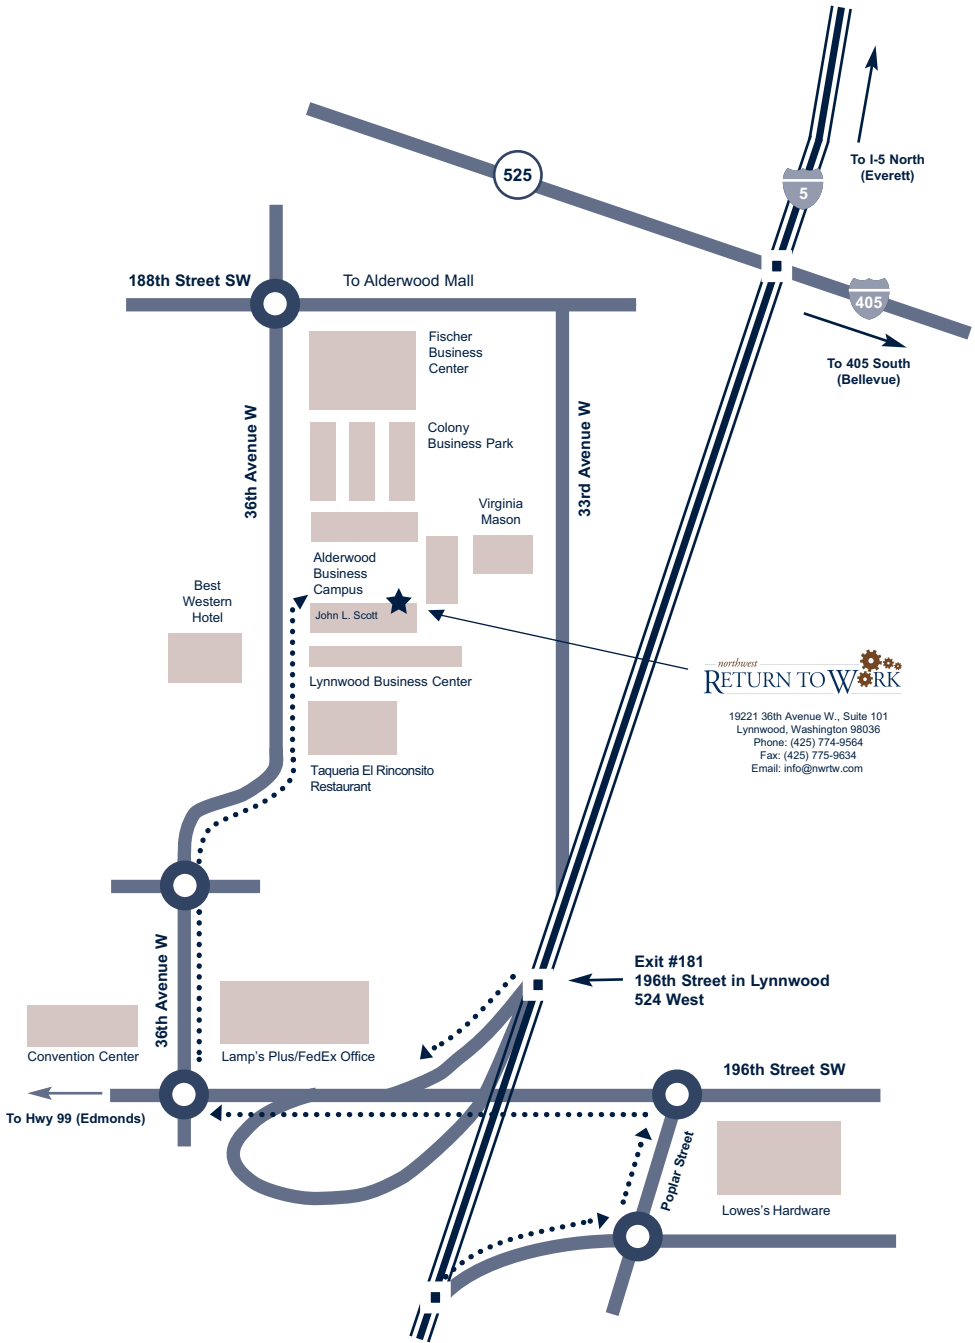 525
To I-5 North
(Everett)
5
405
188th Street SW
To Alderwood Mall
To 405 South
(Bellevue)
Fischer
Business
Center
36th Avenue W
33rd Avenue W
Colony
Business Park
Virginia
Mason
Alderwood
Business
Campus
Best
Western
Hotel
John L. Scott
Lynnwood Business Center
northwest
RETURN TO WORK
19221 36th Avenue W., Suite 101
Lynnwood, Washington 98036
Phone: (425) 774-9564
Fax: (425) 775-9634
Email: info@nwrtw.com
Taqueria El Rinconsito
Restaurant
36th Avenue W
Exit #181
196th Street in Lynnwood
524 West
Convention Center
Lamp's Plus/FedEx Office
196th Street SW
To Hwy 99 (Edmonds)
Poplar Street
Lowes's Hardware